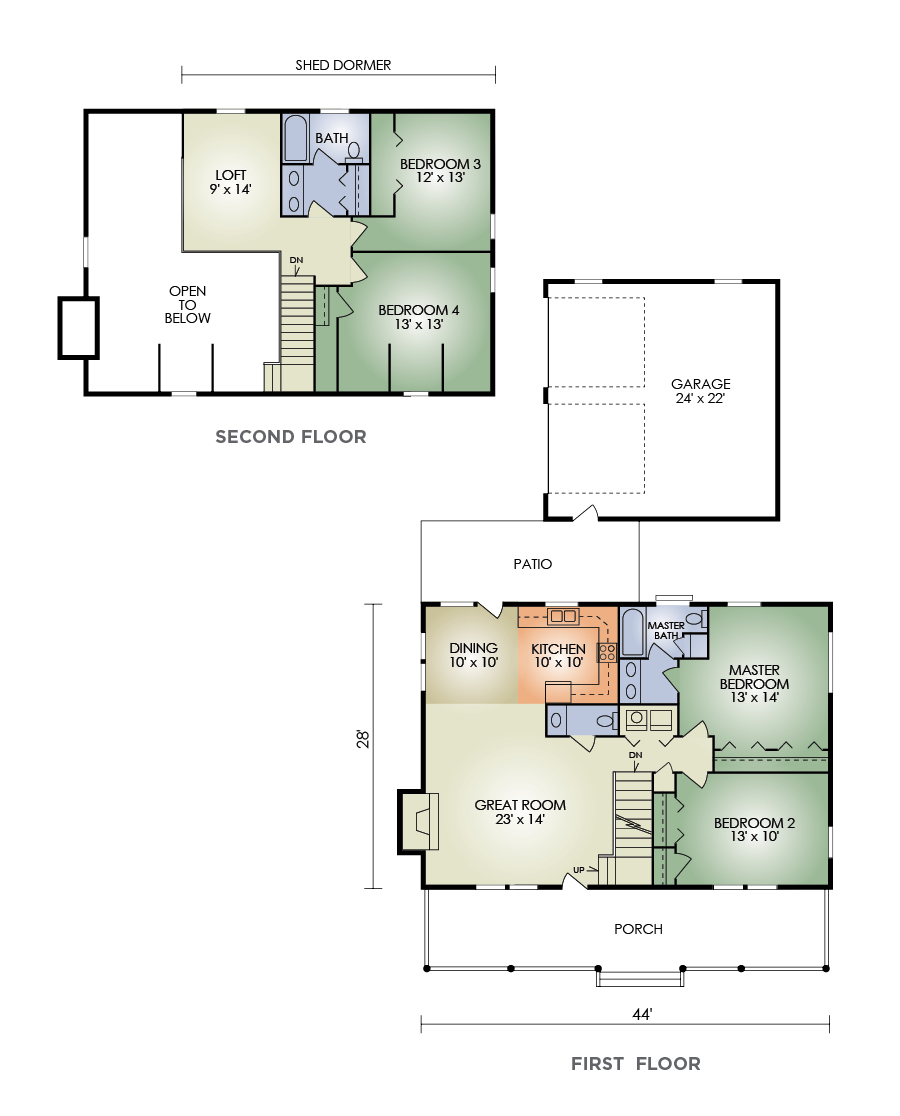 SHED DORMER
BATH
BEDROOM 3
12' x 13'
LOFT
9' x 14'
DN
OPEN
TO
BELOW
BEDROOM 4
13' x 13'
SECOND FLOOR
GARAGE
24' x 22'
PATIO
DINING
10' x 10'
KITCHEN
10' x 10'
MASTER
BATH
MASTER
BEDROOM
13' x 14'
28'
DN
GREAT ROOM
23' x 14'
BEDROOM 2
13' x 10'
UP
PORCH
44'
FIRST FLOOR